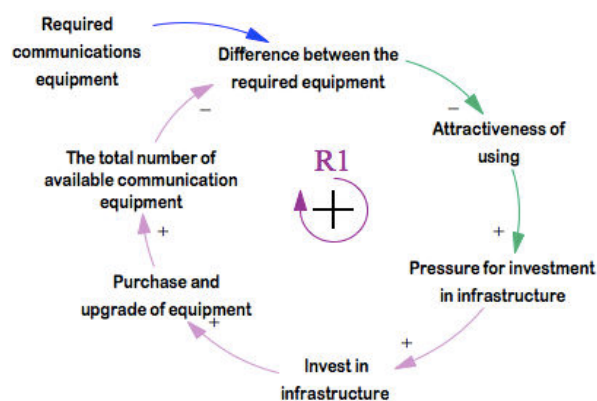 Required
communications
equipment
Difference between the
required equipment
−
−
Attractiveness of
using
The total number of
available communication
equipment
R1
+
+
+
Pressure for investment
in infrastructure
Purchase and
upgrade of equipment
+
+
Invest in
infrastructure